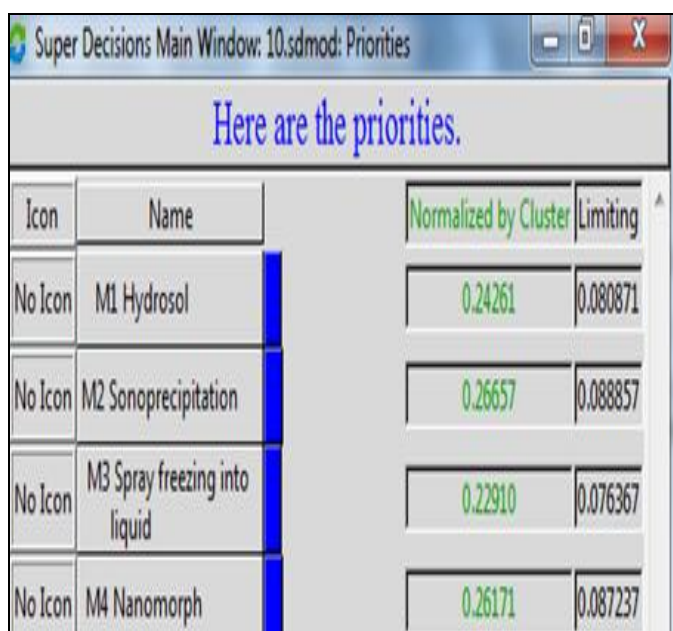 Super Decisions Main Window: 10.sdmod: Priorities
Here are the priorities.
Icon Name Normalized by Cluster Limiting
No Icon M1 Hydrosol 0.24261 0.080871
No Icon M2 Sonoprecipitation 0.26657 0.088857
No Icon M3 Spray freezing into
liquid 0.22910 0.076367
No Icon M4 Nanomorph 0.26171 0.087237